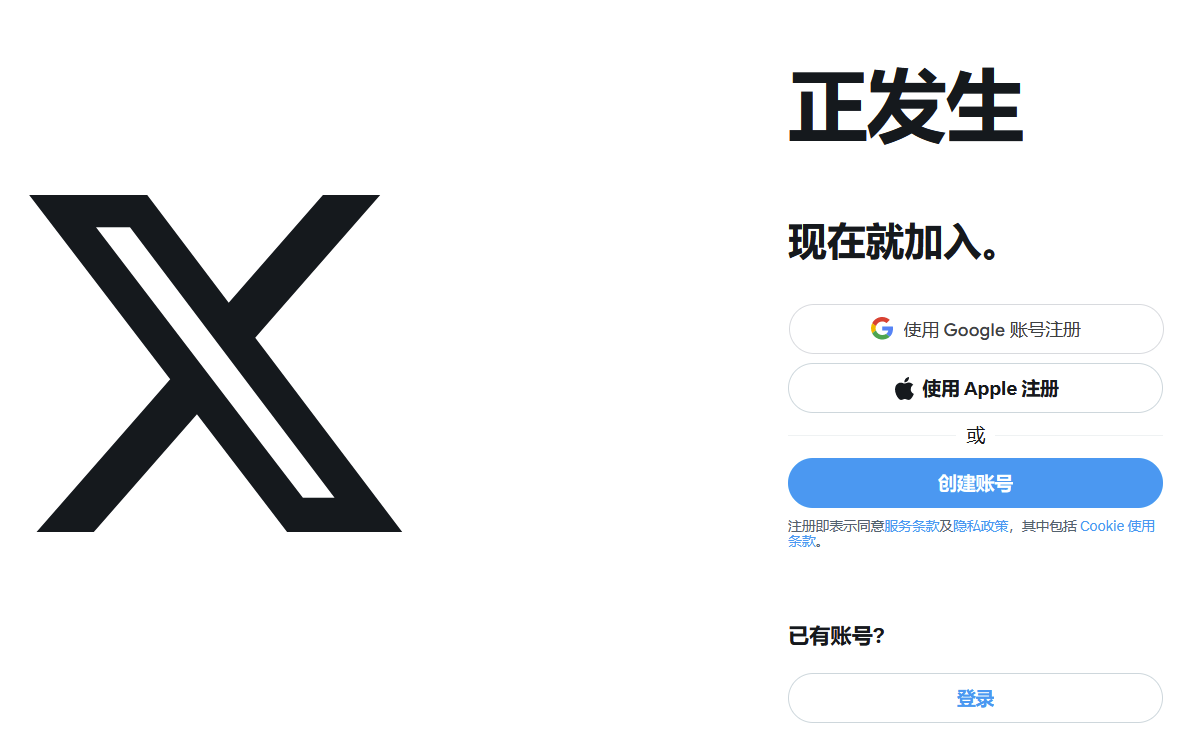 正发生
现在就加入。
使用 Google 账号注册
使用 Apple 注册
或
创建账号
注册即表示同意服务条款及隐私政策，其中包括 Cookie 使用
条款。
已有账号？
登录